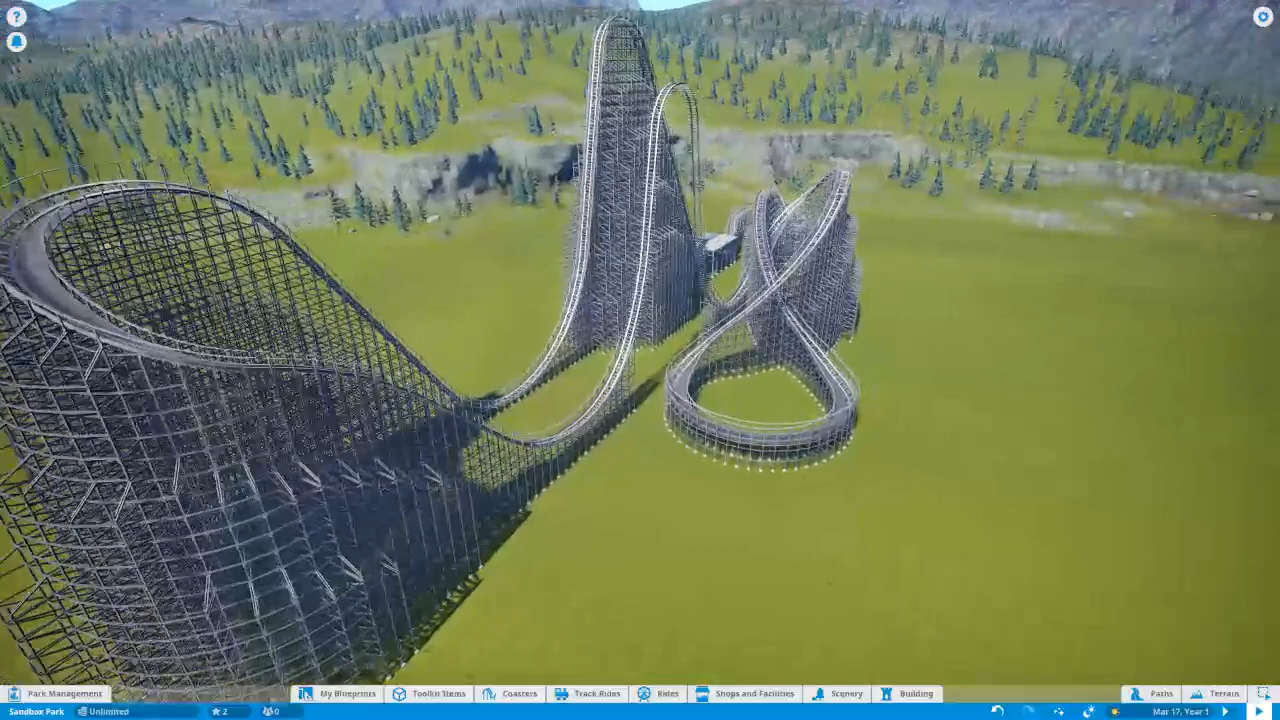 ?
Park Management
My Blueprints
Toolkit Items
Coasters
Track Rides
Rides
Shops and Facilities
Scenery
Building
Paths
Terrain
Sandbox Park
Unlimited
2
0
Mar 17, Year 1